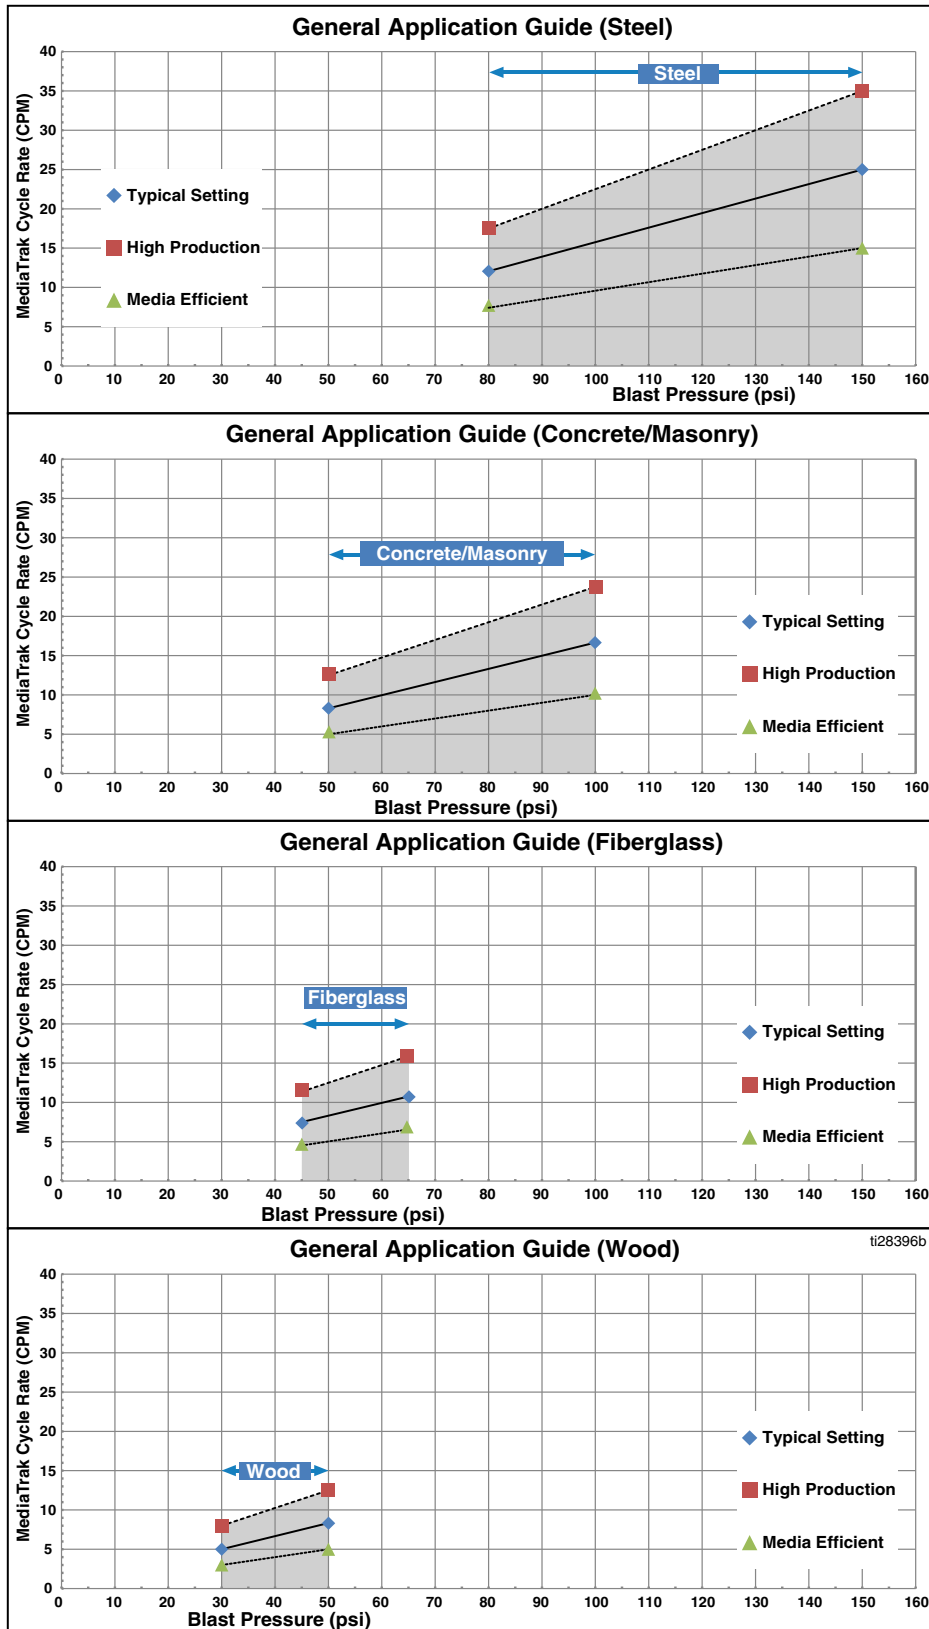 General Application Guide (Steel)
MediaTrak Cycle Rate (CPM)
40
35
30
25
20
15
10
5
0
Steel
Typical Setting
High Production
Media Efficient
0 10 20 30 40 50 60 70 80 90 100 110 120 130 140 150 160
Blast Pressure (psi)
General Application Guide (Concrete/Masonry)
MediaTrak Cycle Rate (CPM)
40
35
30
25
20
15
10
5
0
Concrete/Masonry
Typical Setting
High Production
Media Efficient
0 10 20 30 40 50 60 70 80 90 100 110 120 130 140 150 160
Blast Pressure (psi)
General Application Guide (Fiberglass)
MediaTrak Cycle Rate (CPM)
40
35
30
25
20
15
10
5
0
Fiberglass
Typical Setting
High Production
Media Efficient
0 10 20 30 40 50 60 70 80 90 100 110 120 130 140 150 160
Blast Pressure (psi)
General Application Guide (Wood)
ti28396b
MediaTrak Cycle Rate (CPM)
40
35
30
25
20
15
10
5
0
Wood
Typical Setting
High Production
Media Efficient
0 10 20 30 40 50 60 70 80 90 100 110 120 130 140 150 160
Blast Pressure (psi)